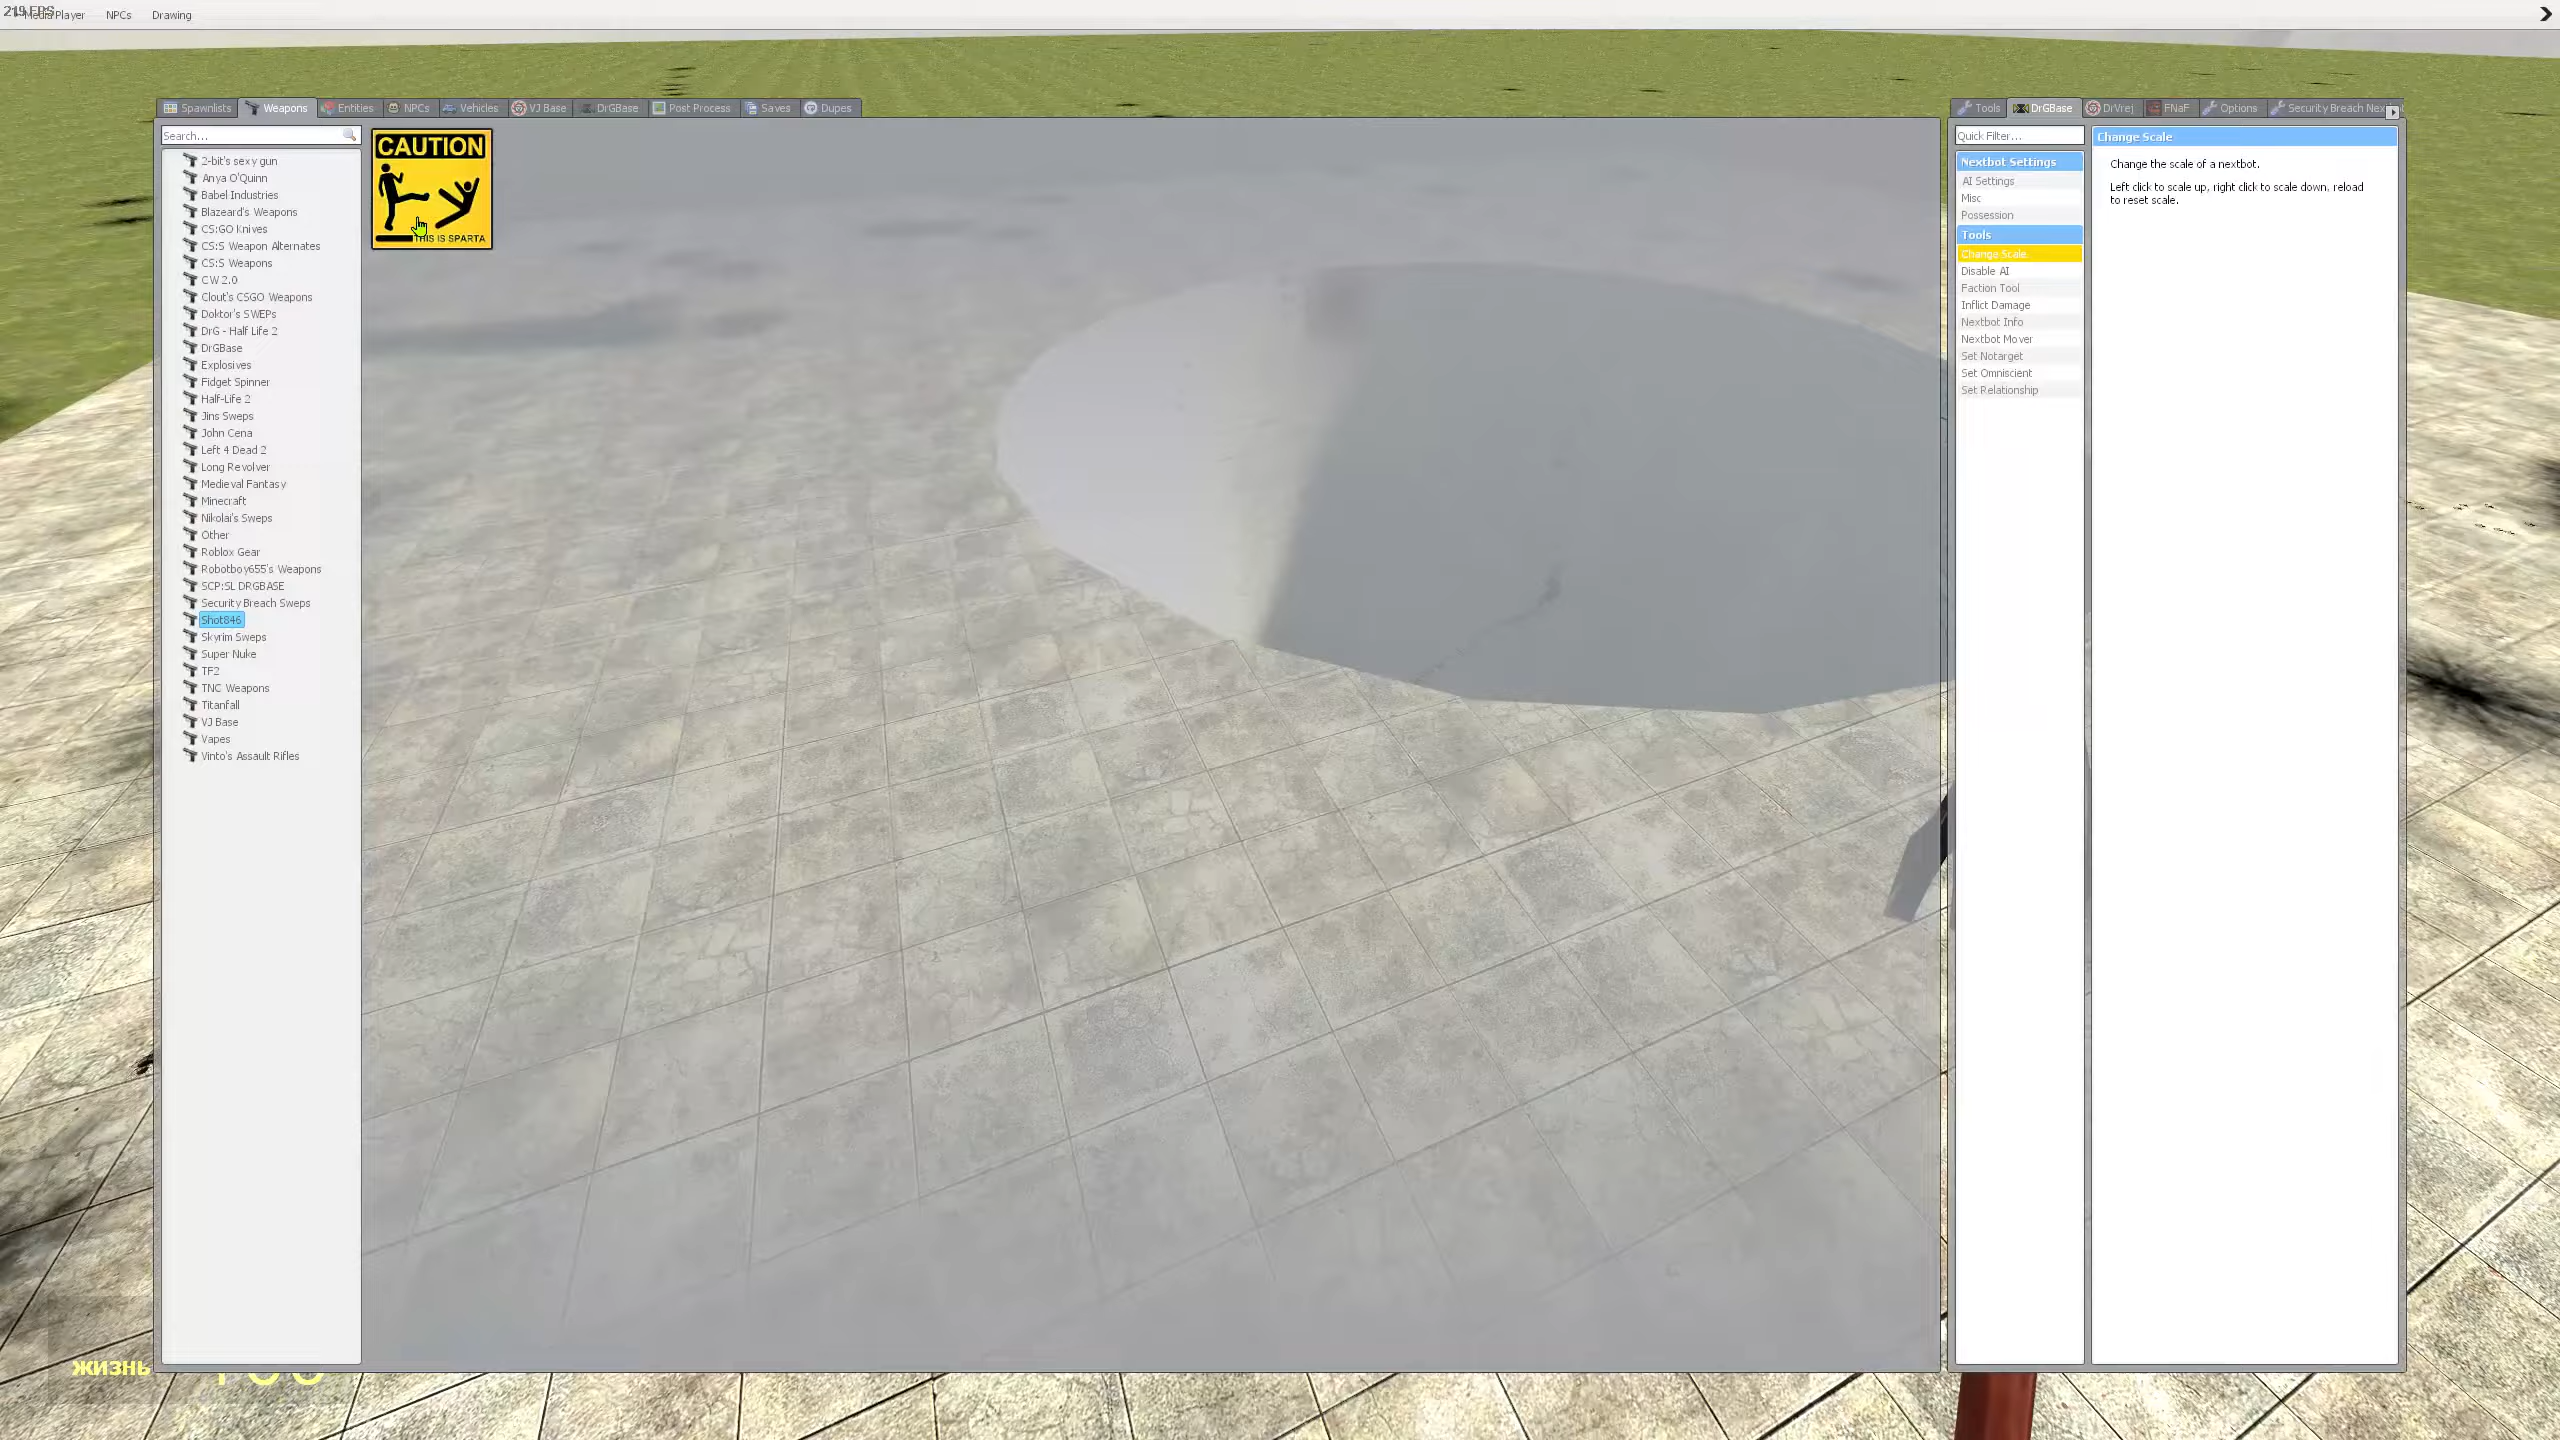 Media Player NPCs Drawing
Spawnlists Weapons Entities NPCs Vehicles VJ Base DrGBase Post Process Saves Dupes
Search...
2-bit's sexy gun
Anya O'Quinn
Babel Industries
Blazeard's Weapons
CS:GO Knives
CS:S Weapon Alternates
CS:S Weapons
CW 2.0
Clout's CSGO Weapons
Doktor's SWEPs
DrG - Half Life 2
DrGBase
Explosives
Fidget Spinner
Half-Life 2
Jins Sweps
John Cena
Left 4 Dead 2
Long Revolver
Medieval Fantasy
Minecraft
Nikolai's Sweps
Other
Roblox Gear
Robotboy655's Weapons
SCP:SL DRGBASE
Security Breach Sweps
Shot846
Skyrim Sweps
Super Nuke
TF2
TNC Weapons
Titanfall
VJ Base
Vapes
Vinto's Assault Rifles
CAUTION
THIS IS SPARTA
Tools DrGBase DrVrej FNaF Options Security Breach
Quick Filter...
Nextbot Settings
AI Settings
Misc
Possession
Tools
Change Scale
Disable AI
Faction Tool
Inflict Damage
Nextbot Info
Nextbot Mover
Set Notarget
Set Omniscient
Set Relationship
Change Scale
Change the scale of a nextbot.
Left click to scale up, right click to scale down, reload
to reset scale.
ЖИЗНЬ